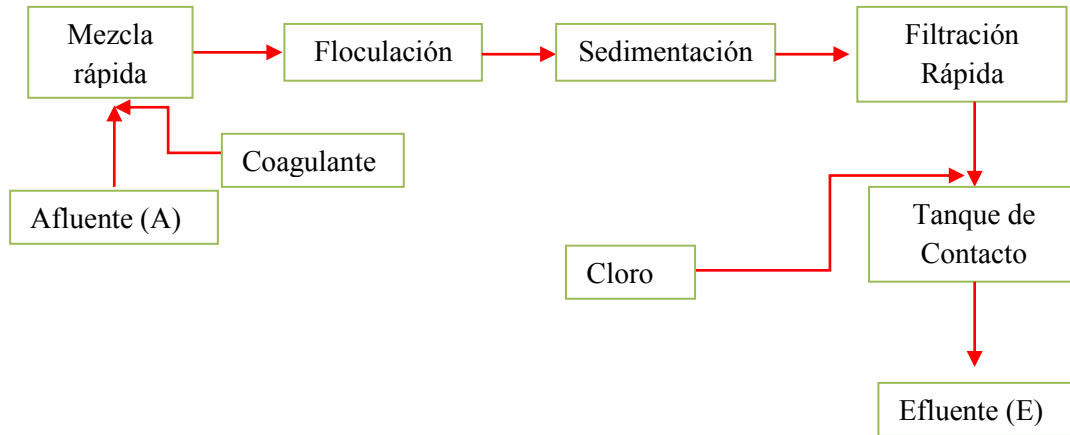 Mezcla
rápida
Floculación
Sedimentación
Filtración
Rápida
Coagulante
Afluente (A)
Cloro
Tanque de
Contacto
Efluente (E)